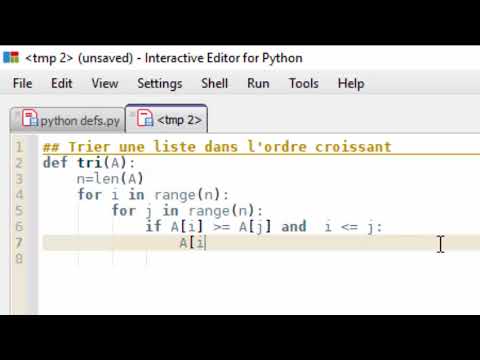 <tmp 2> (unsaved) - Interactive Editor for Python
File Edit View Settings Shell Run Tools Help
python defs.py <tmp 2>
1 ## Trier une liste dans l'ordre croissant
2 def tri(A):
3 n=len(A)
4 for i in range(n):
5 for j in range(n):
6 if A[i] >= A[j] and i <= j:
7 A[i
8